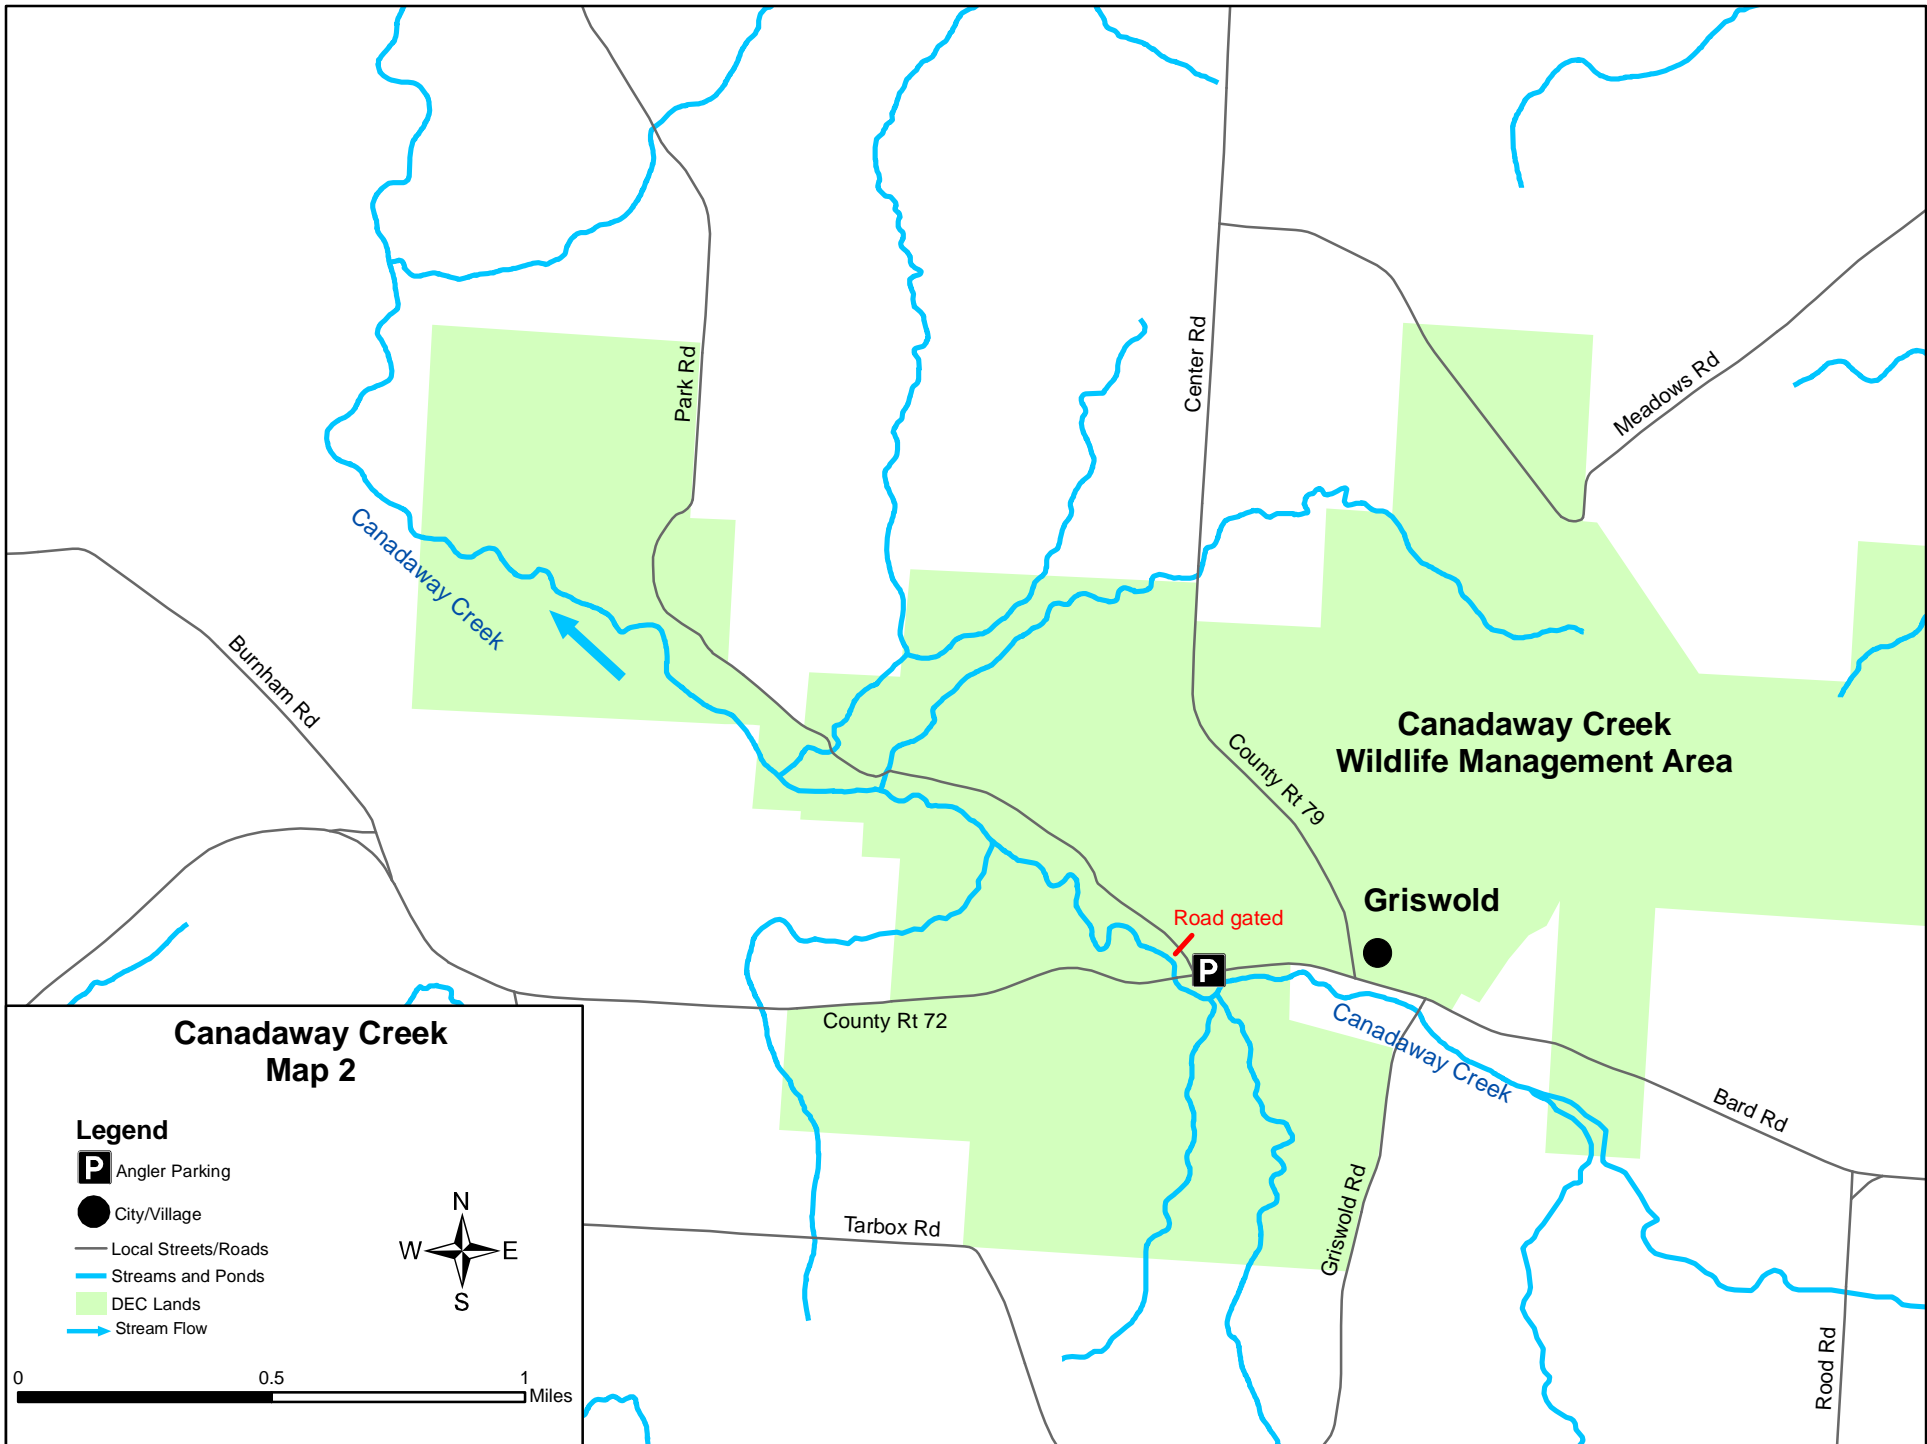 Park Rd
Center Rd
Meadows Rd
Canadaway Creek
Burnham Rd
Canadaway Creek
Wildlife Management Area
County Rt 79
Griswold
Road gated
P
County Rt 72
Canadaway Creek
Bard Rd
Tarbox Rd
Griswold Rd
Rood Rd
Canadaway Creek
Map 2
Legend
P Angler Parking
City/Village
Local Streets/Roads
Streams and Ponds
DEC Lands
Stream Flow
N
W E
S
0 0.5 1
Miles